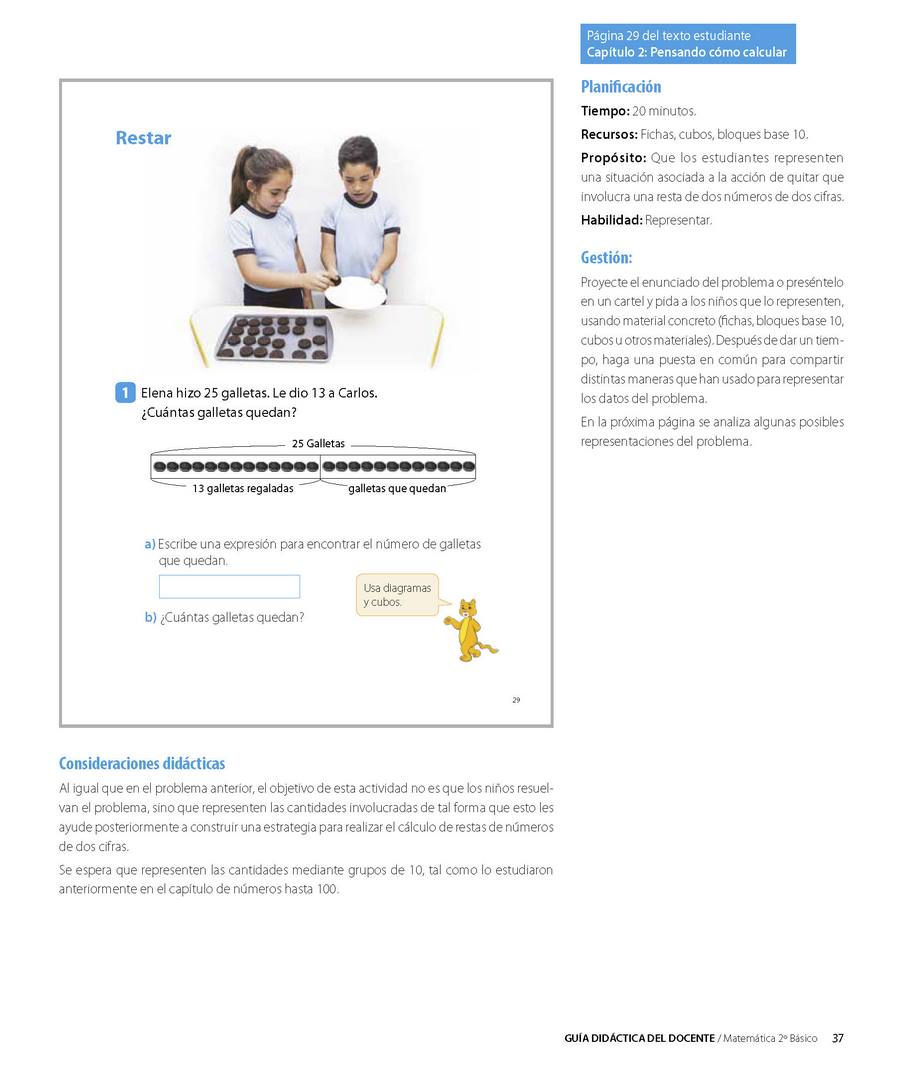 Página 29 del texto estudiante
Capítulo 2: Pensando cómo calcular
Restar
1 Elena hizo 25 galletas. Le dio 13 a Carlos.
¿Cuántas galletas quedan?
25 Galletas
13 galletas regaladas galletas que quedan
a) Escribe una expresión para encontrar el número de galletas
que quedan.
Usa diagramas
y cubos.
b) ¿Cuántas galletas quedan?
29
Planificación
Tiempo: 20 minutos.
Recursos: Fichas, cubos, bloques base 10.
Propósito: Que los estudiantes representen
una situación asociada a la acción de quitar que
involucra una resta de dos números de dos cifras.
Habilidad: Representar.
Gestión:
Proyecte el enunciado del problema o preséntelo
en un cartel y pida a los niños que lo representen,
usando material concreto (fichas, bloques base 10,
cubos u otros materiales). Después de dar un tiem-
po, haga una puesta en común para compartir
distintas maneras que han usado para representar
los datos del problema.
En la próxima página se analiza algunas posibles
representaciones del problema.
Consideraciones didácticas
Al igual que en el problema anterior, el objetivo de esta actividad no es que los niños resuel-
van el problema, sino que representen las cantidades involucradas de tal forma que esto les
ayude posteriormente a construir una estrategia para realizar el cálculo de restas de números
de dos cifras.
Se espera que representen las cantidades mediante grupos de 10, tal como lo estudiaron
anteriormente en el capítulo de números hasta 100.
GUÍA DIDÁCTICA DEL DOCENTE / Matemática 2º Básico 37